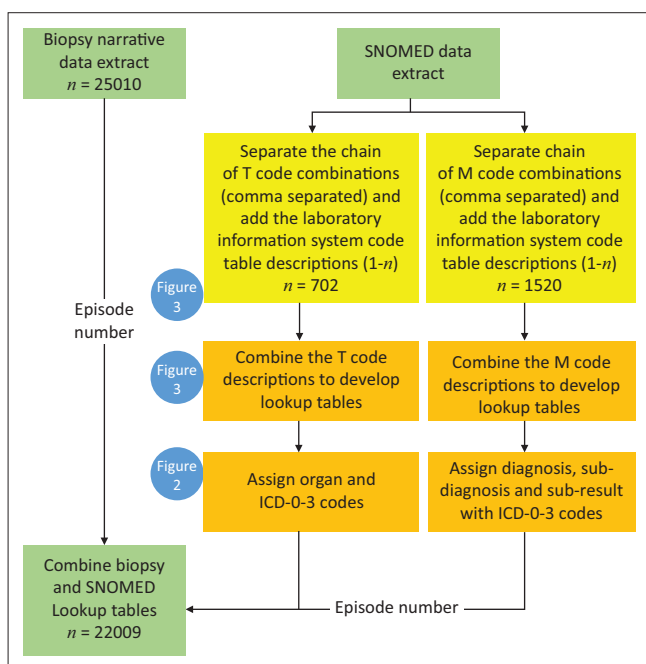 Biopsy narrative
data extract
n = 25010
SNOMED data
extract
Separate the chain
of T code combinations
(comma separated) and
add the laboratory
information system code
table descriptions (1-n)
n = 702
Separate chain
of M code combinations
(comma separated) and
add the laboratory
information system code
table descriptions (1-n)
n = 1520
Figure
3
Episode
number
Figure
3
Combine the T code
descriptions to develop
lookup tables
Combine the M code
descriptions to develop
lookup tables
Figure
2
Assign organ and
ICD-0-3 codes
Assign diagnosis, sub-
diagnosis and sub-result
with ICD-0-3 codes
Combine biopsy
and SNOMED
Lookup tables
n = 22009
Episode number